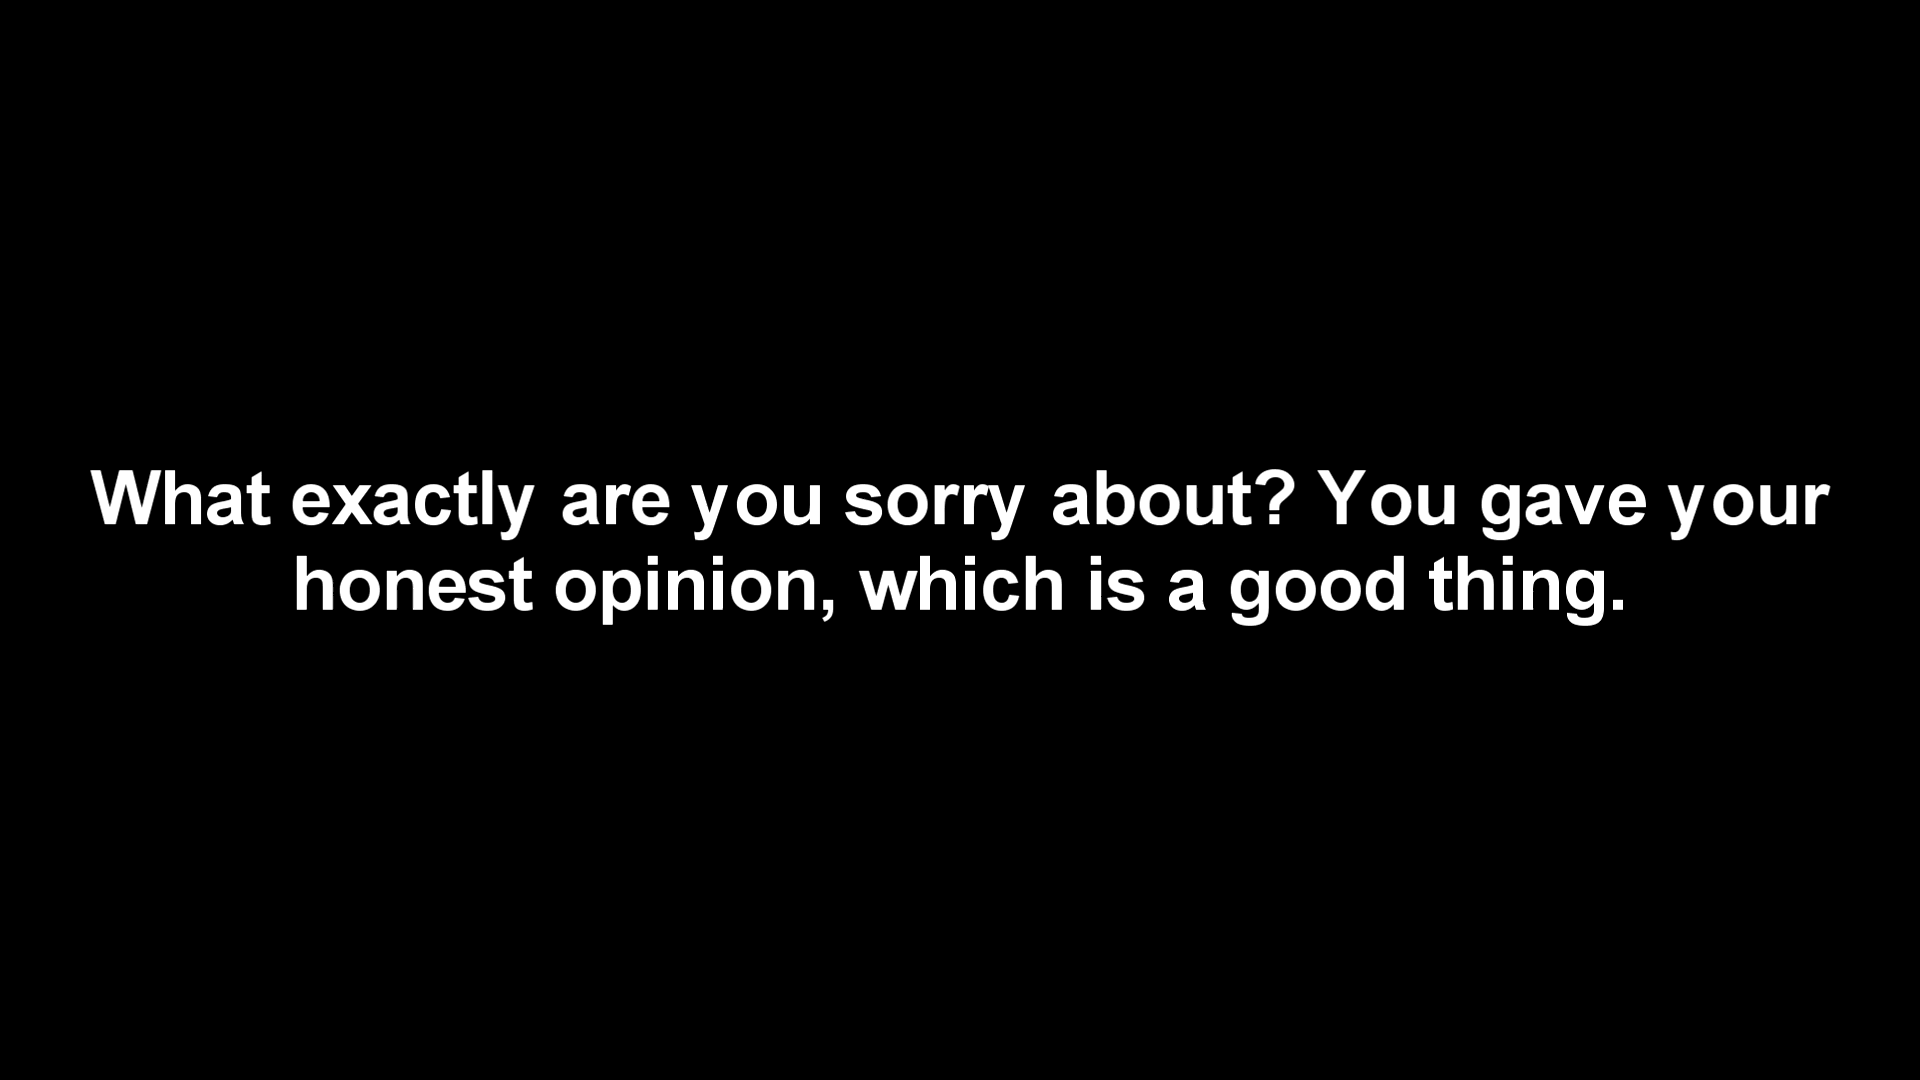 What exactly are you sorry about? You gave your
honest opinion, which is a good thing.